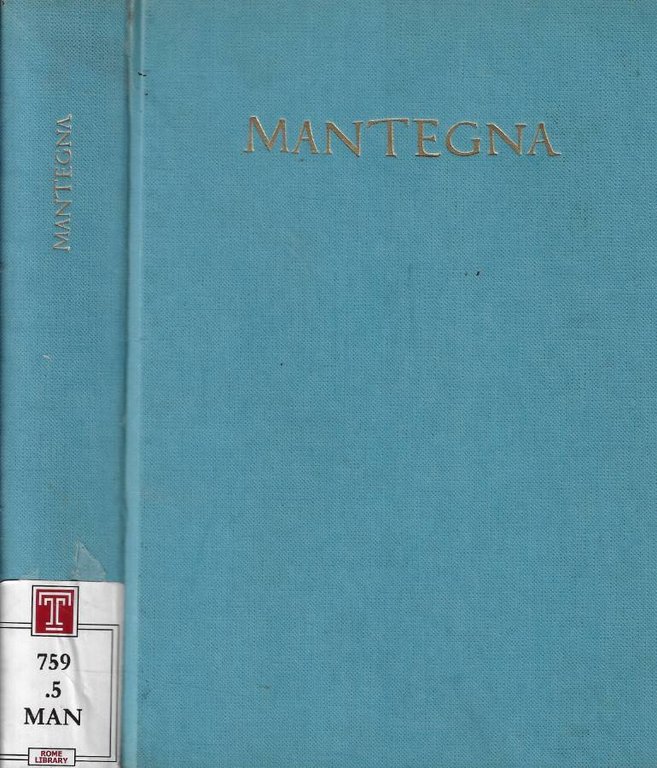 MANTEGNA
MANTEGNA
T
759
.5
MAN
ROME
LIBRARY